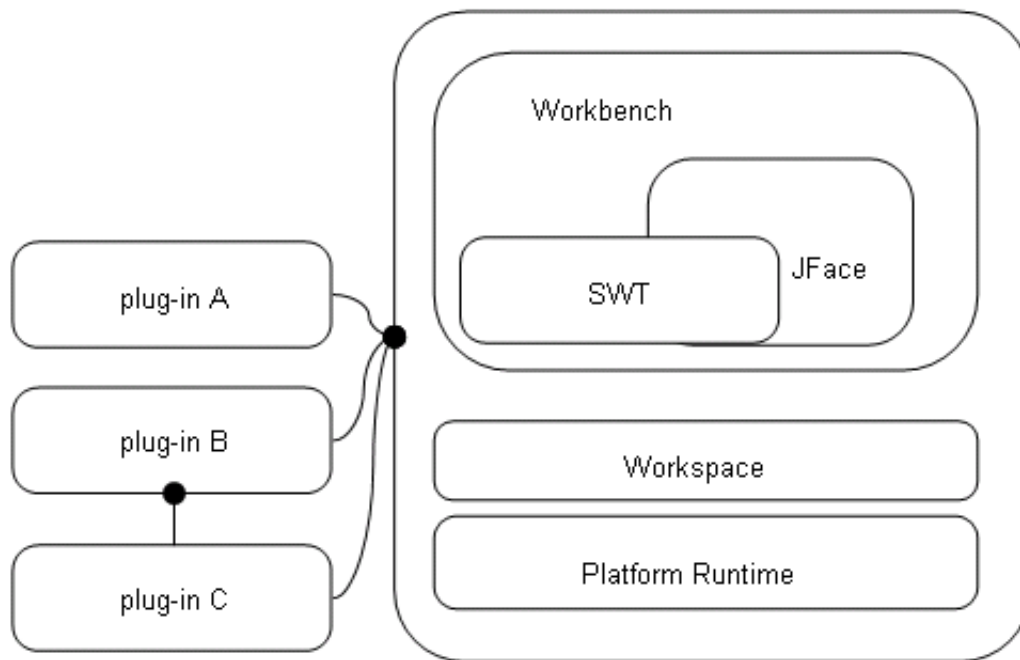 Workbench
JFace
SWT
plug-in A
plug-in B
plug-in C
Workspace
Platform Runtime